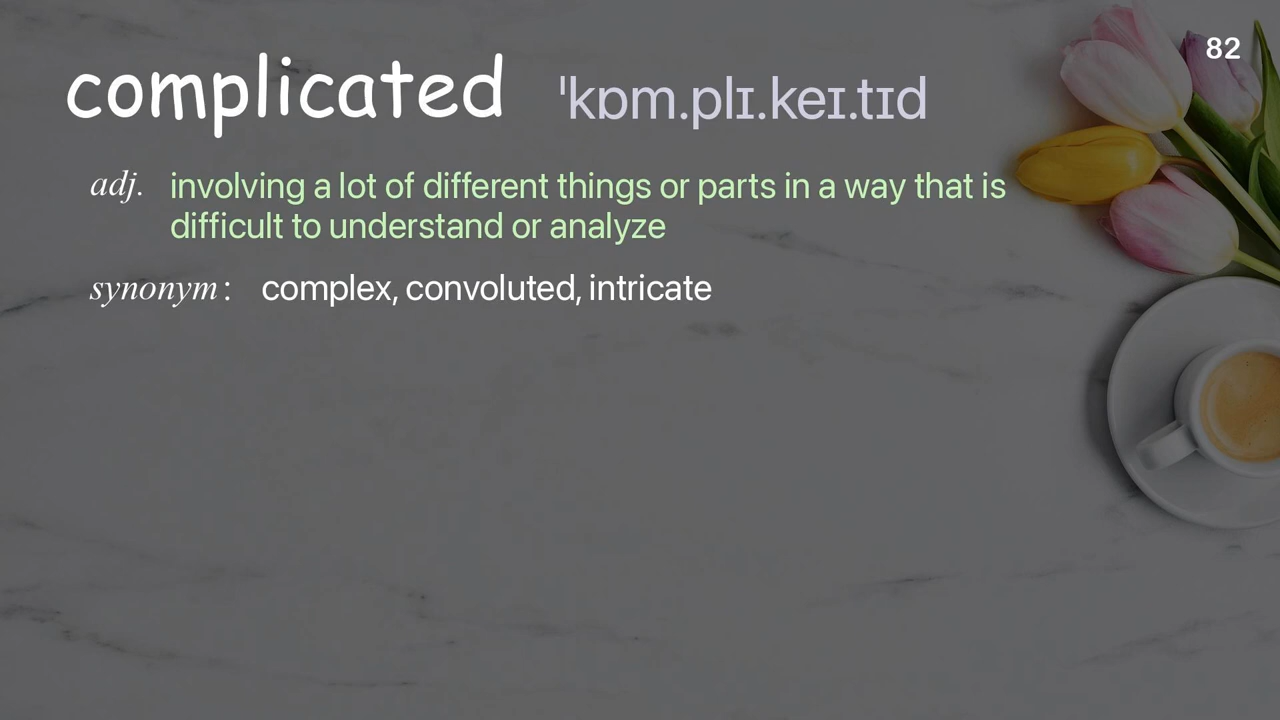 82
complicated ˈkɒm.plɪ.keɪ.tɪd
adj. involving a lot of different things or parts in a way that is
difficult to understand or analyze
synonym : complex, convoluted, intricate